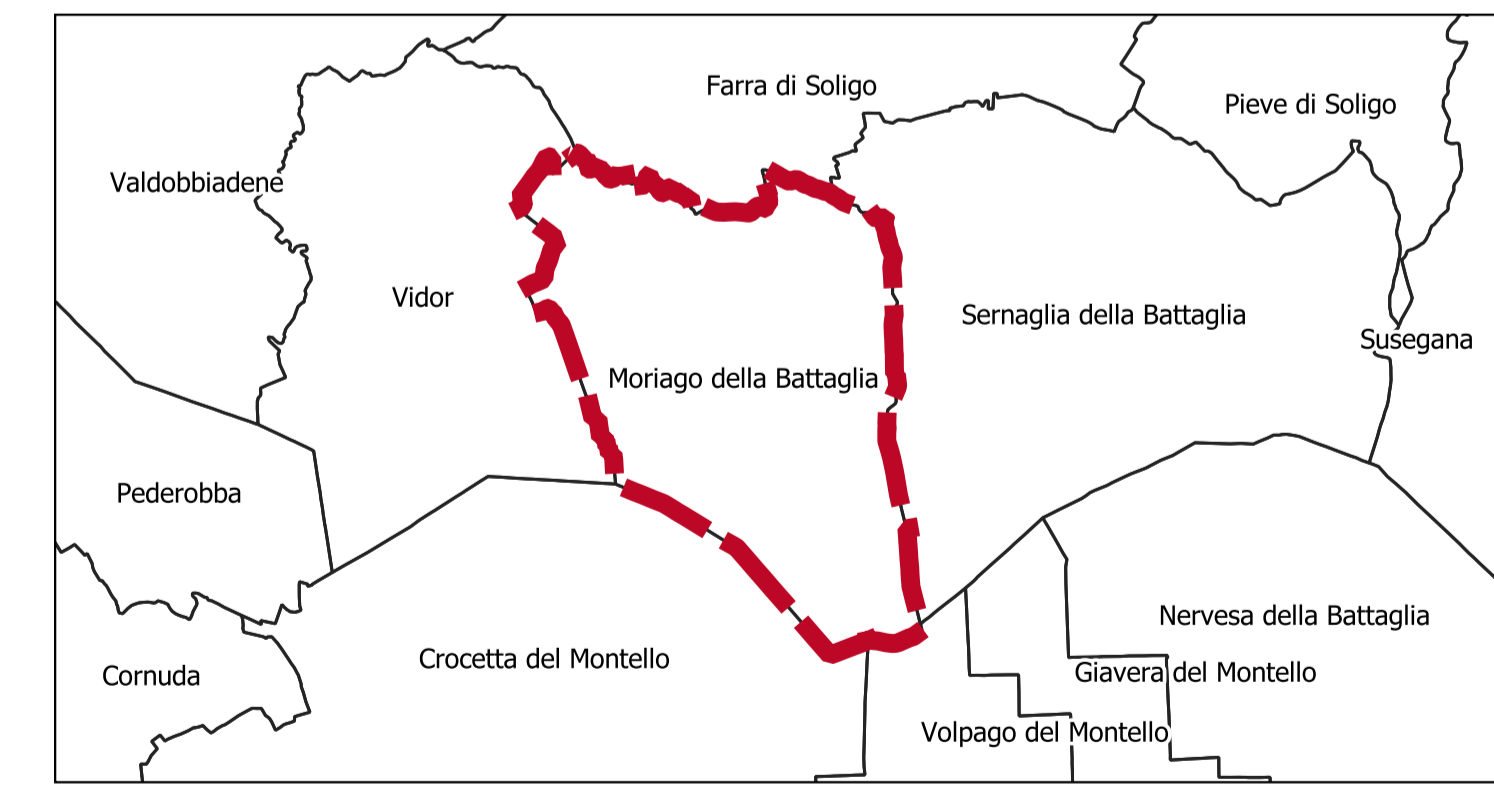 Farra di Soligo
Pieve di Soligo
Valdobbiadene
Vidor
Sernaglia della Battaglia
Susegana
Moriago della Battaglia
Pederobba
Nervesa della Battaglia
Crocetta del Montello
Giavera del Montello
Cornuda
Volpago del Montello